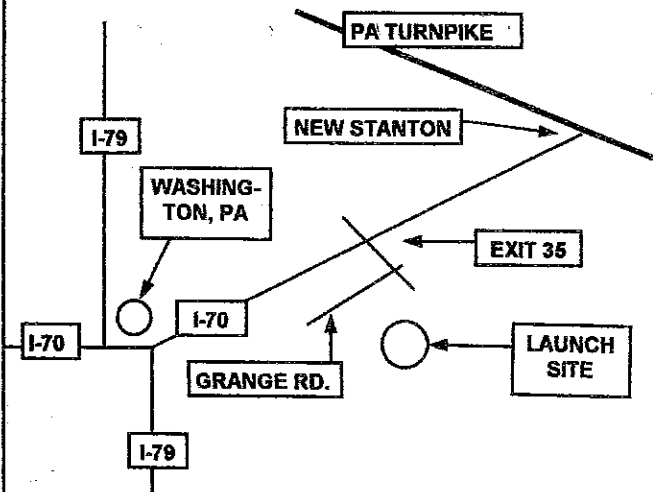 PA TURNPIKE
I-79
NEW STANTON
WASHING-
TON, PA
EXIT 35
I-70
I-70
LAUNCH
SITE
GRANGE RD.
I-79